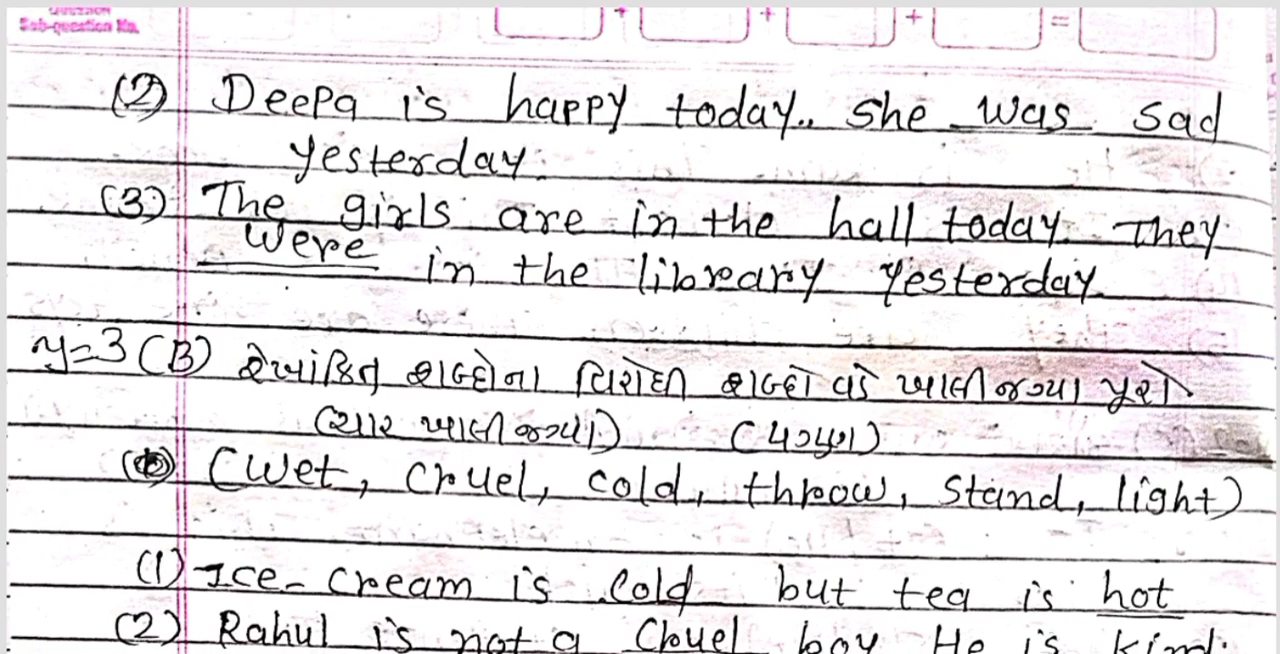 Question
Sub-question No.
+ + + =
(2) Deepa is happy today.. She was sad
yesterday.
(3) The girls are in the hall today. They
were in the library yesterday.
(B) રેખાંકિત શબ્દોના વિરોધી શબ્દો વડે ખાલી જગ્યા પુરો
(ચાર ખાલી જગ્યા)
(wet, cruel, cold, throw, stand, light)
(1) Ice-cream is cold but tea is hot
(2) Rahul is not a cruel boy. He is kind.